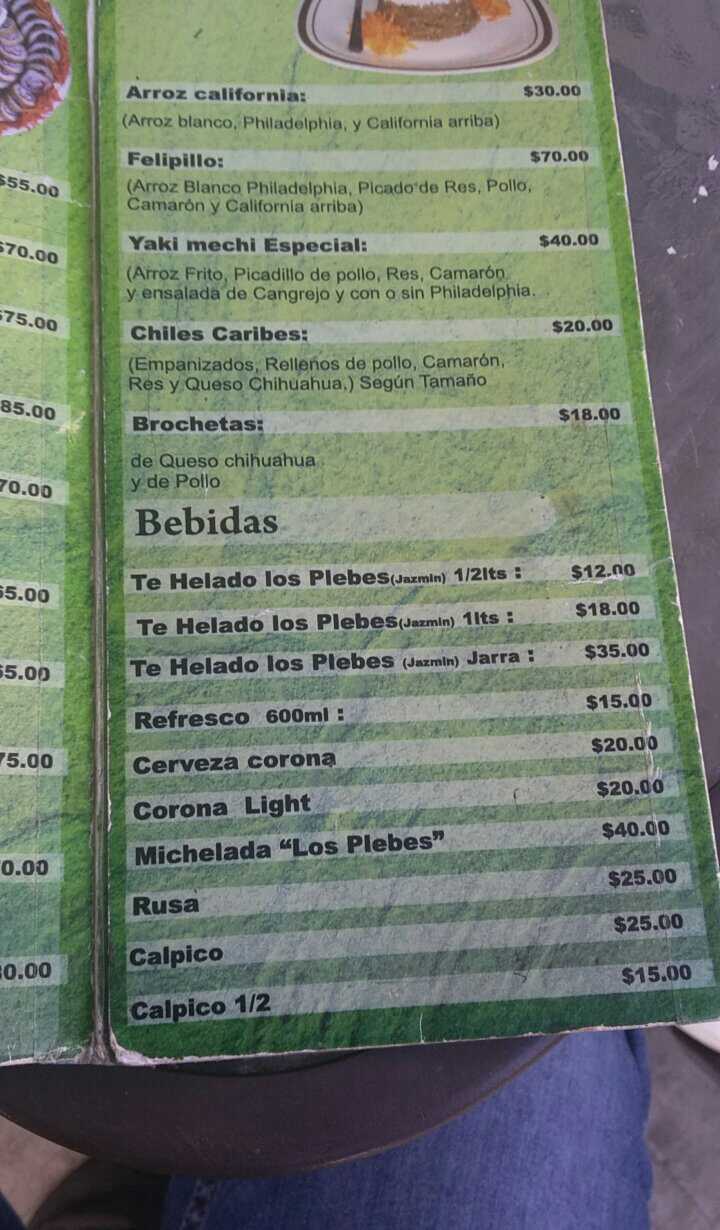 $55.00
$70.00
$75.00
85.00
70.00
5.00
5.00
75.00
0.00
0.00
Arroz california: $30.00
(Arroz blanco, Philadelphia, y California arriba)
Felipillo: $70.00
(Arroz Blanco Philadelphia, Picado de Res, Pollo,
Camarón y California arriba)
Yaki mechi Especial: $40.00
(Arroz Frito, Picadillo de pollo, Res, Camarón
y ensalada de Cangrejo y con o sin Philadelphia.
Chiles Caribes: $20.00
(Empanizados, Rellenos de pollo, Camarón,
Res y Queso Chihuahua,) Según Tamaño
Brochetas: $18.00
de Queso chihuahua
y de Pollo
Bebidas
Te Helado los Plebes(Jazmin) 1/2lts : $12.00
Te Helado los Plebes(Jazmin) 1lts : $18.00
Te Helado los Plebes (Jazmin) Jarra : $35.00
Refresco 600ml : $15.00
Cerveza corona $20.00
Corona Light $20.00
Michelada “Los Plebes” $40.00
Rusa $25.00
Calpico $25.00
Calpico 1/2 $15.00